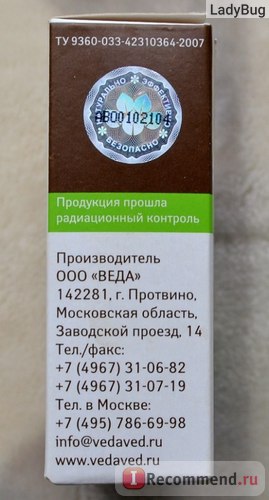 LadyBug
ТУ 9360-033-42310364-2007
НАТУРАЛЬНО ЭФФЕКТИВНО
АВ00102104
БЕЗОПАСНО
Продукция прошла
радиационный контроль
Производитель
ООО «ВЕДА»
142281, г. Протвино,
Московская область,
Заводской проезд, 14
Тел./факс:
+7 (4967) 31-06-82
+7 (4967) 31-07-19
Тел. в Москве:
+7 (495) 786-69-98
info@vedaved.ru
www.vedaved.ru
IRecommend.ru